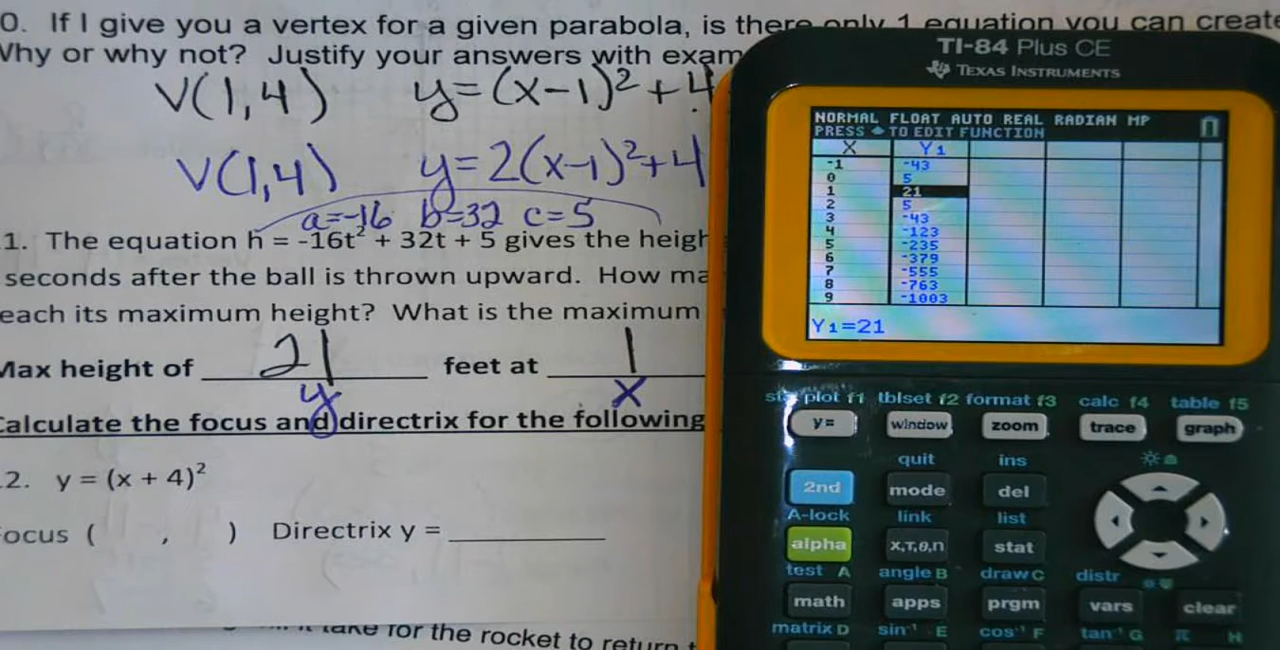 0. If I give you a vertex for a given parabola, is there only 1 equation you can create
Why or why not? Justify your answers with exam
V(1,4) y=(x-1)²+4
V(1,4) y=2(x-1)²+4
a=-16 b=32 c=5
1. The equation h = -16t² + 32t + 5 gives the heigh
seconds after the ball is thrown upward. How ma
each its maximum height? What is the maximum
Max height of 21 feet at 1
y x
Calculate the focus and directrix for the following
2. y = (x + 4)²
ocus ( , ) Directrix y =
take for the rocket to return
TI-84 Plus CE
TEXAS INSTRUMENTS
NORMAL FLOAT AUTO REAL RADIAN MP
PRESS TO EDIT FUNCTION
X Y1
-1 -43
0 5
1 21
2 5
3 -43
4 -123
5 -235
6 -379
7 -555
8 -763
9 -1003
Y1=21
stat plot f1 tblset f2 format f3 calc f4 table f5
y= window zoom trace graph
quit ins
2nd mode del
A-lock link list
alpha X,T,θ,n stat
test A angle B draw C distr
math apps prgm vars clear
matrix D sin⁻¹ E cos⁻¹ F tan⁻¹ G π H